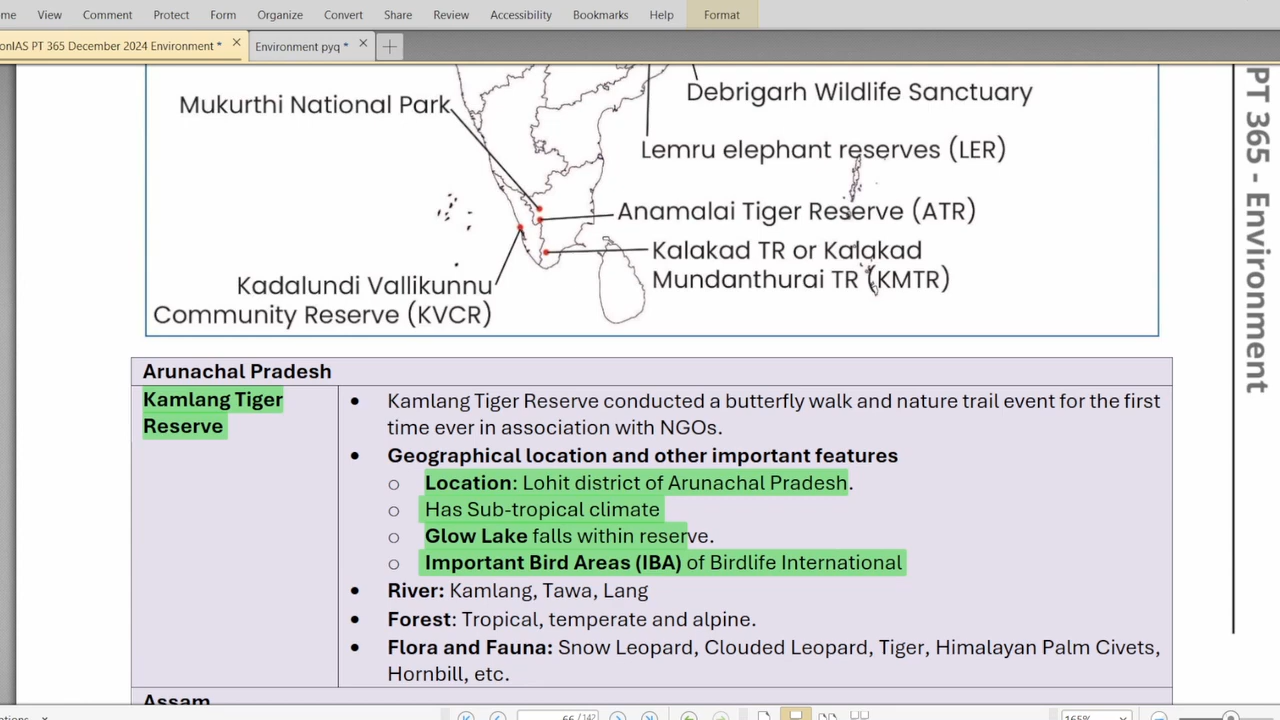 me View Comment Protect Form Organize Convert Share Review Accessibility Bookmarks Help Format
onIAS PT 365 December 2024 Environment * × Environment pyq * ×
PT 365 - Environment
Mukurthi National Park
Debrigarh Wildlife Sanctuary
Lemru elephant reserves (LER)
Anamalai Tiger Reserve (ATR)
Kalakad TR or Kalakad
Mundanthurai TR (KMTR)
Kadalundi Vallikunnu
Community Reserve (KVCR)
Arunachal Pradesh
Kamlang Tiger
Reserve
• Kamlang Tiger Reserve conducted a butterfly walk and nature trail event for the first
time ever in association with NGOs.
• Geographical location and other important features
o Location: Lohit district of Arunachal Pradesh.
o Has Sub-tropical climate
o Glow Lake falls within reserve.
o Important Bird Areas (IBA) of Birdlife International
• River: Kamlang, Tawa, Lang
• Forest: Tropical, temperate and alpine.
• Flora and Fauna: Snow Leopard, Clouded Leopard, Tiger, Himalayan Palm Civets,
Hornbill, etc.
Assam
66 / 142
165%